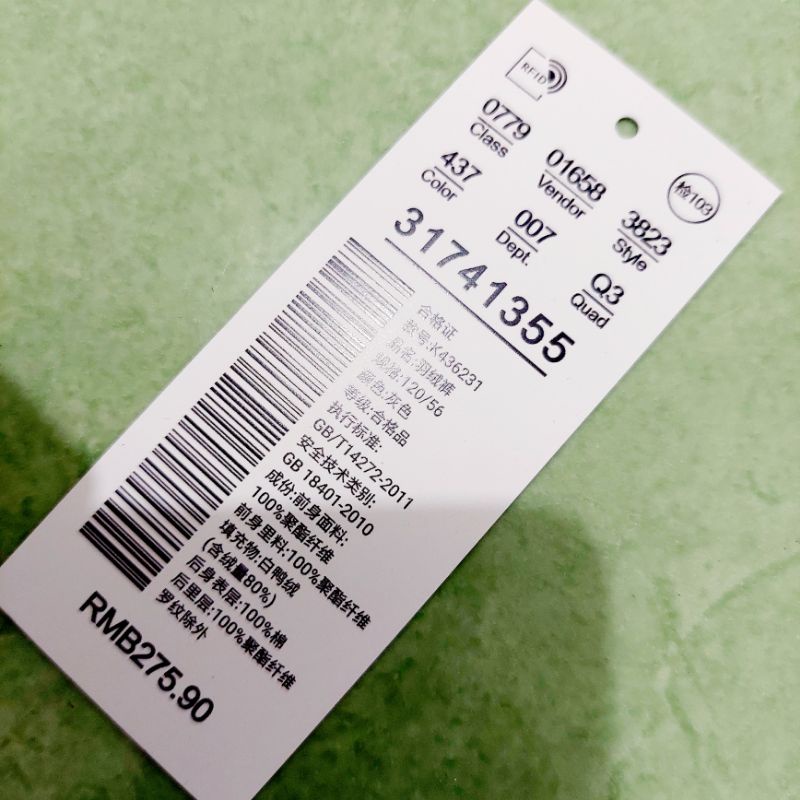 RFID
0779 01658 3823
Class Vendor Style
检103
437 007 Q3
Color Dept. Quad
31741355
合格证
款号:K436231
品名:羽绒裤
规格:120/56
颜色:灰色
等级:合格品
执行标准:
GB/T14272-2011
安全技术类别:
GB 18401-2010
成份:前身面料:
100%聚酯纤维
前身里料:100%聚酯纤维
填充物:白鸭绒
(含绒量80%)
后身表层:100%棉
后里层:100%聚酯纤维
罗纹除外
RMB275.90